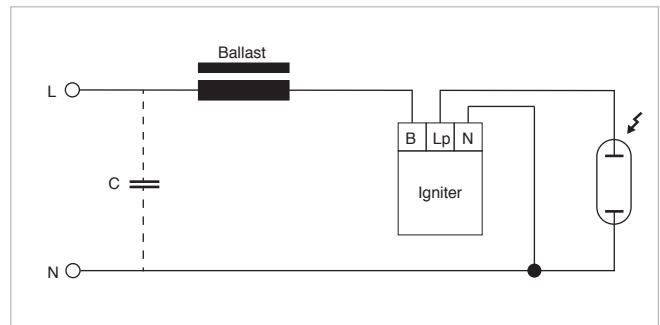 Ballast
L
B Lp N
C
Igniter
N